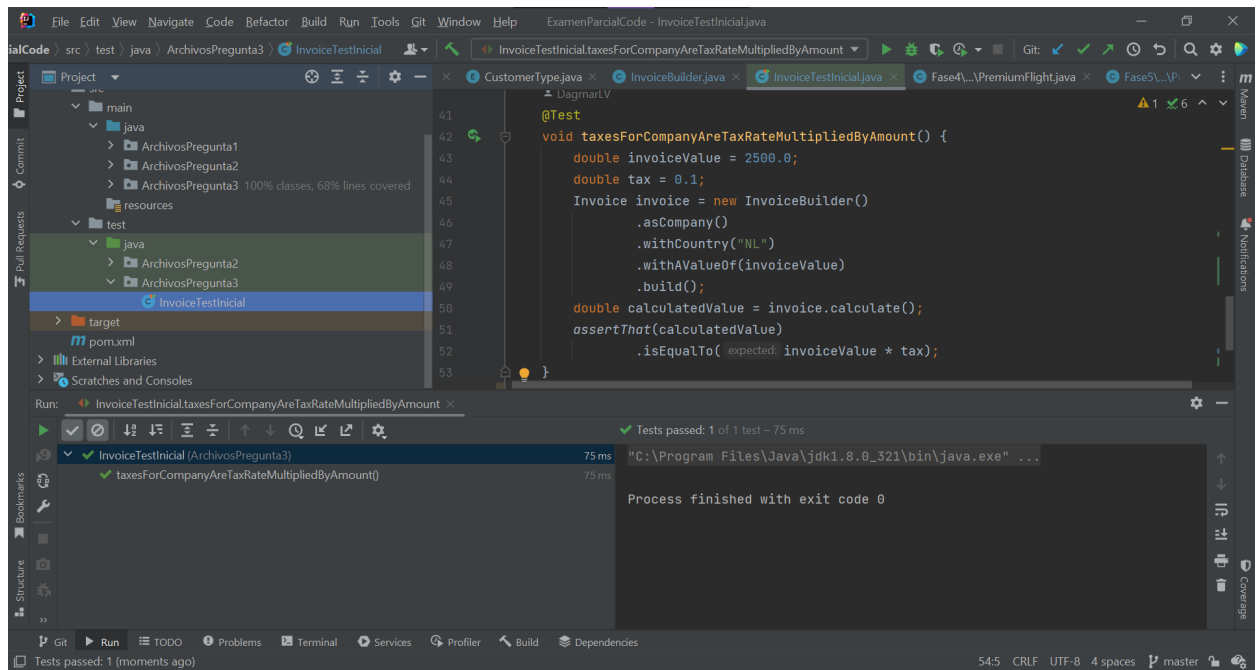 File Edit View Navigate Code Refactor Build Run Tools Git Window Help ExamenParcialCode - InvoiceTestInicial.java
ialCode src test java ArchivosPregunta3 InvoiceTestInicial InvoiceTestInicial.taxesForCompanyAreTaxRateMultipliedByAmount Git:
Project
CustomerType.java InvoiceBuilder.java InvoiceTestInicial.java Fase4\...\PremiumFlight.java Fase5\...\P
Project
Commit
Pull Requests
Bookmarks
Structure
main
java
ArchivosPregunta1
ArchivosPregunta2
ArchivosPregunta3 100% classes, 68% lines covered
resources
test
java
ArchivosPregunta2
ArchivosPregunta3
InvoiceTestInicial
target
pom.xml
External Libraries
Scratches and Consoles
DagmarLV
1 6
41 @Test
42 void taxesForCompanyAreTaxRateMultipliedByAmount() {
43 double invoiceValue = 2500.0;
44 double tax = 0.1;
45 Invoice invoice = new InvoiceBuilder()
46 .asCompany()
47 .withCountry("NL")
48 .withAValueOf(invoiceValue)
49 .build();
50 double calculatedValue = invoice.calculate();
51 assertThat(calculatedValue)
52 .isEqualTo( expected: invoiceValue * tax);
53 }
Maven
Database
Notifications
Coverage
Run: InvoiceTestInicial.taxesForCompanyAreTaxRateMultipliedByAmount
Tests passed: 1 of 1 test – 75 ms
InvoiceTestInicial (ArchivosPregunta3) 75 ms
taxesForCompanyAreTaxRateMultipliedByAmount() 75 ms
"C:\Program Files\Java\jdk1.8.0_321\bin\java.exe" ...
Process finished with exit code 0
Git Run TODO Problems Terminal Services Profiler Build Dependencies
Tests passed: 1 (moments ago) 54:5 CRLF UTF-8 4 spaces master